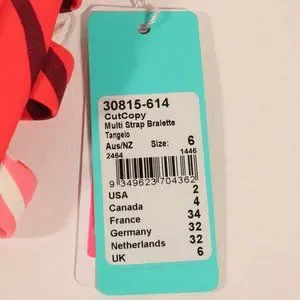 30815-614
CutCopy
Multi Strap Bralette
Tangelo
Aus/NZ Size: 6
2464 1446
9 349623 704362
USA 2
Canada 4
France 34
Germany 32
Netherlands 32
UK 6